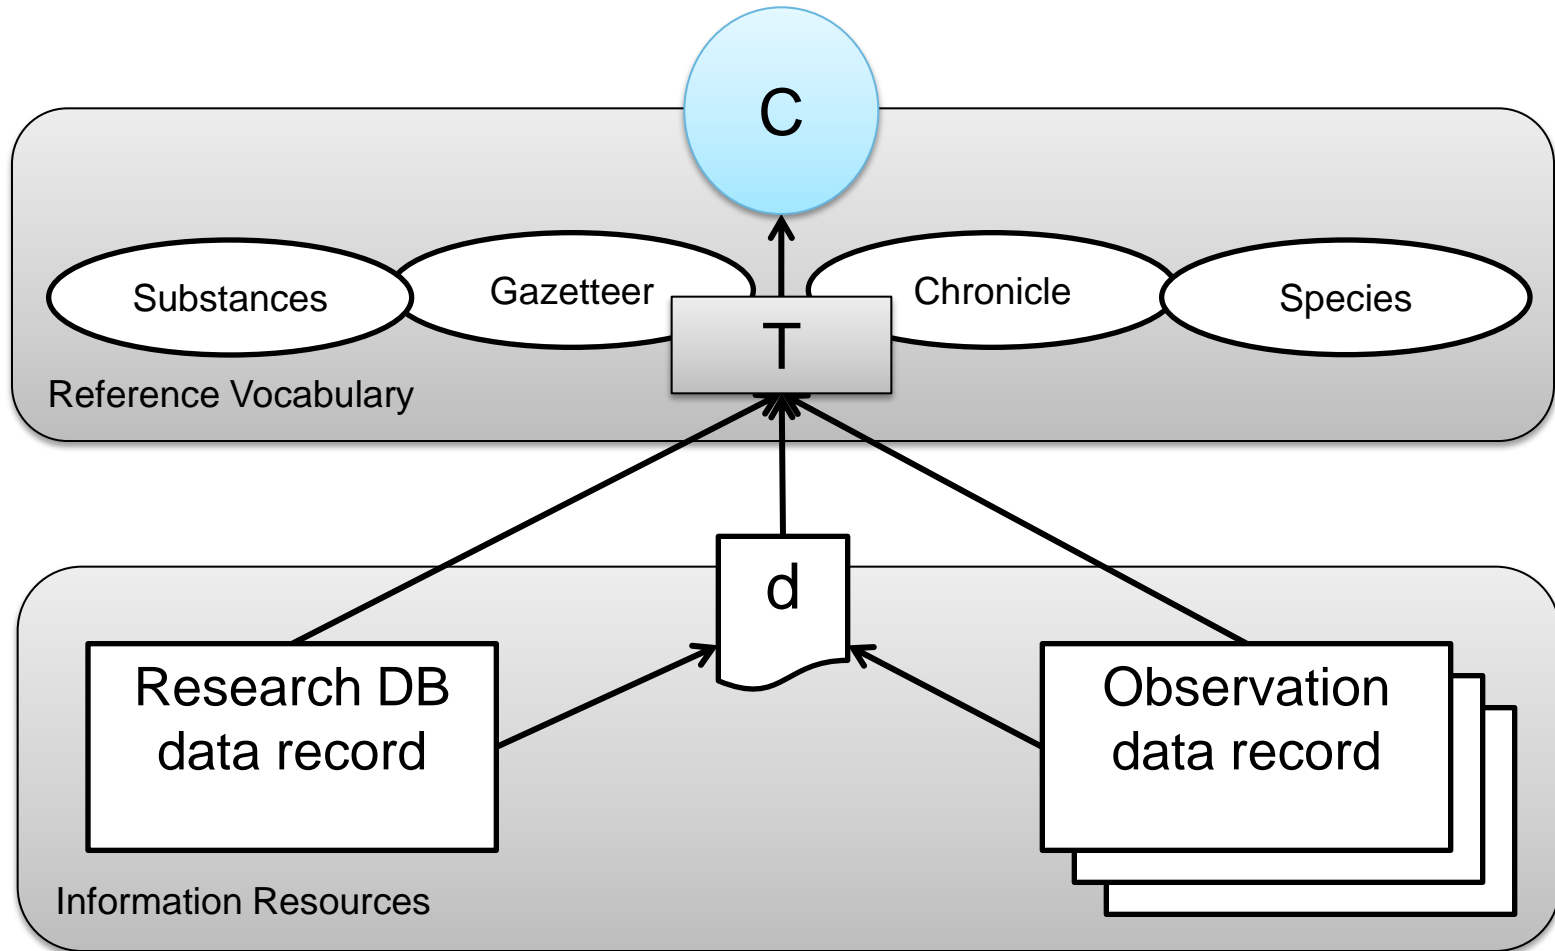 C
Substances
Gazetteer
Chronicle
Species
T
Reference Vocabulary
d
Research DB
data record
Observation
data record
Information Resources